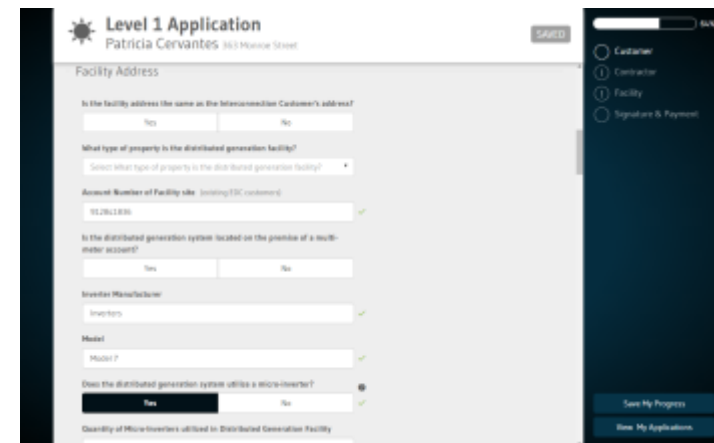 Level 1 Application
Patricia Cervantes 363 Monroe Street
SAVED
Facility Address
Is the facility address the same as the Interconnection Customer's address?
Yes No
What type of property is the distributed generation facility?
Select What type of property is the distributed generation facility?
Account Number of Facility site (existing EDC customers)
Is the distributed generation system located on the premise of a multi-
meter account?
Yes No
Inverter Manufacturer
Inverters
Model
Model 7
Does the distributed generation system utilize a micro-inverter?
Yes No
Quantity of Micro-Inverters utilized in Distributed Generation Facility
Customer
Contractor
Facility
Signature & Payment
Save My Progress
View My Applications